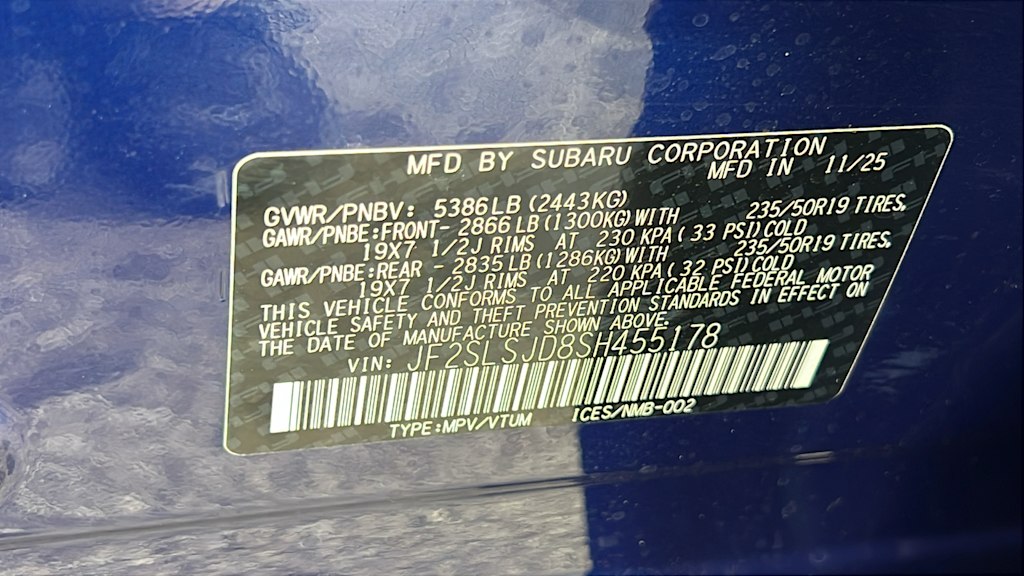 MFD BY SUBARU CORPORATION
MFD IN 11/25
GVWR/PNBV: 5386LB(2443KG)
GAWR/PNBE:FRONT- 2866LB(1300KG)WITH 235/50R19 TIRES,
19X7 1/2J RIMS AT 230 KPA( 33 PSI)COLD
GAWR/PNBE:REAR - 2835LB(1286KG)WITH 235/50R19 TIRES,
19X7 1/2J RIMS AT 220 KPA( 32 PSI)COLD
THIS VEHICLE CONFORMS TO ALL APPLICABLE FEDERAL MOTOR
VEHICLE SAFETY AND THEFT PREVENTION STANDARDS IN EFFECT ON
THE DATE OF MANUFACTURE SHOWN ABOVE.
VIN: JF2SLSJD8SH455178
TYPE:MPV/VTUM ICES/NMB-002